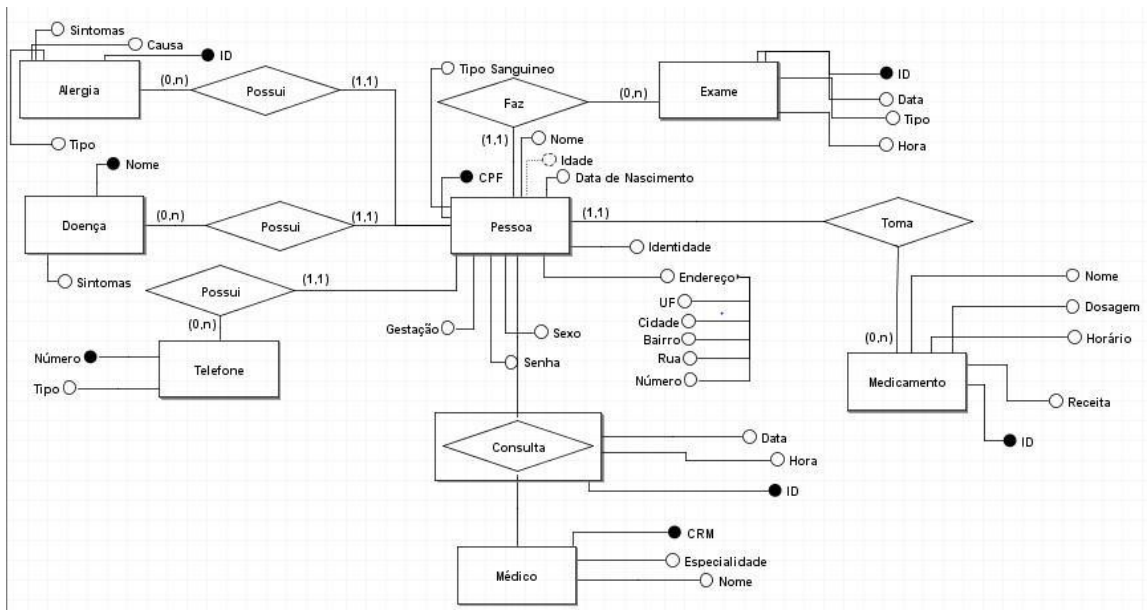 Sintomas
Causa
ID
Alergia
(0,n)
Possui
(1,1)
Tipo
Tipo Sanguineo
Faz
(0,n)
Exame
ID
Data
Tipo
Hora
(1,1)
Nome
Idade
CPF
Data de Nascimento
Nome
Doença
(0,n)
Possui
(1,1)
Pessoa
(1,1)
Toma
Sintomas
Identidade
Possui
(1,1)
(0,n)
Endereço
UF
Cidade
Bairro
Rua
Número
Gestação
Sexo
Senha
Número
Tipo
Telefone
Nome
Dosagem
Horário
(0,n)
Medicamento
Receita
ID
Consulta
Data
Hora
ID
CRM
Especialidade
Médico
Nome